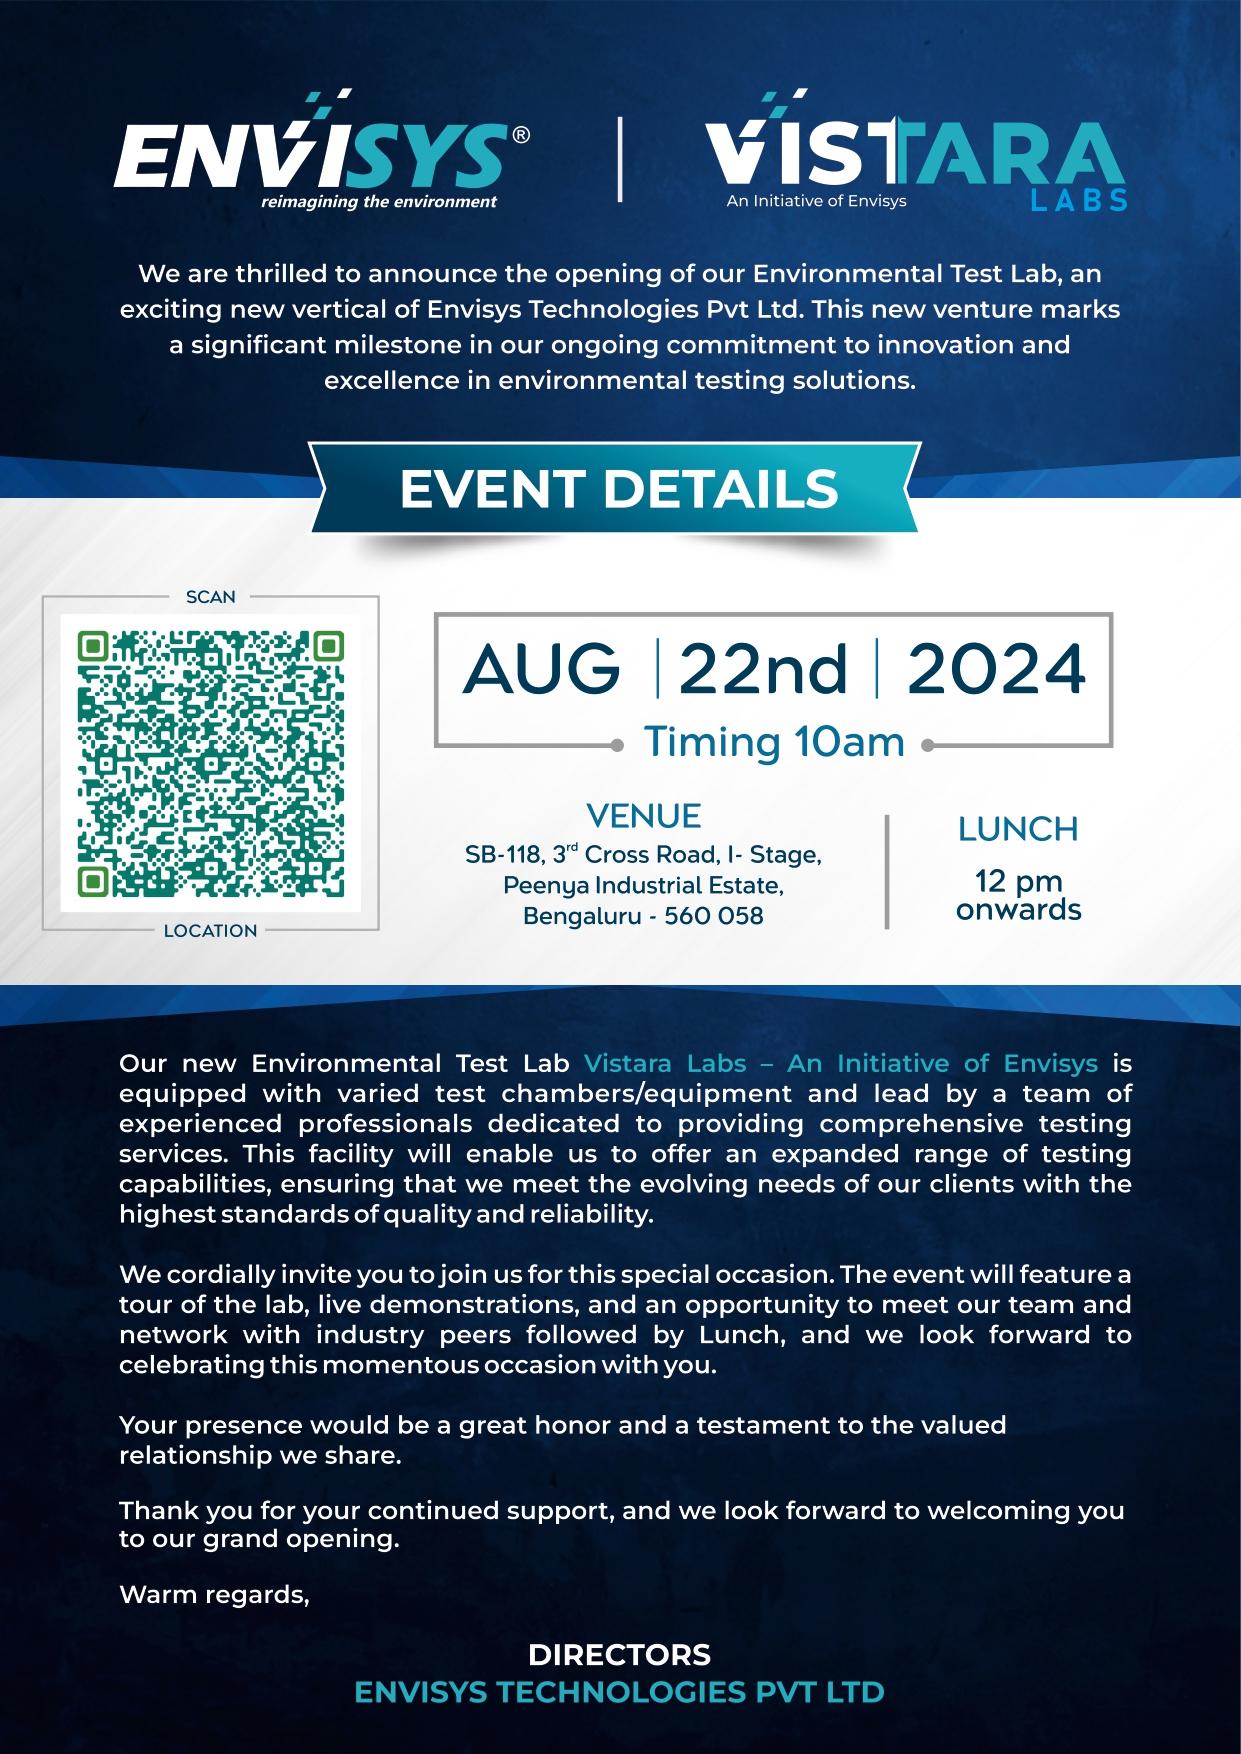 ENVISYS®
reimagining the environment
VISTARA
An Initiative of Envisys
LABS
We are thrilled to announce the opening of our Environmental Test Lab, an
exciting new vertical of Envisys Technologies Pvt Ltd. This new venture marks
a significant milestone in our ongoing commitment to innovation and
excellence in environmental testing solutions.
EVENT DETAILS
SCAN
LOCATION
AUG | 22nd | 2024
Timing 10am
VENUE
SB-118, 3rd Cross Road, I- Stage,
Peenya Industrial Estate,
Bengaluru - 560 058
LUNCH
12 pm
onwards
Our new Environmental Test Lab Vistara Labs – An Initiative of Envisys is
equipped with varied test chambers/equipment and lead by a team of
experienced professionals dedicated to providing comprehensive testing
services. This facility will enable us to offer an expanded range of testing
capabilities, ensuring that we meet the evolving needs of our clients with the
highest standards of quality and reliability.
We cordially invite you to join us for this special occasion. The event will feature a
tour of the lab, live demonstrations, and an opportunity to meet our team and
network with industry peers followed by Lunch, and we look forward to
celebrating this momentous occasion with you.
Your presence would be a great honor and a testament to the valued
relationship we share.
Thank you for your continued support, and we look forward to welcoming you
to our grand opening.
Warm regards,
DIRECTORS
ENVISYS TECHNOLOGIES PVT LTD